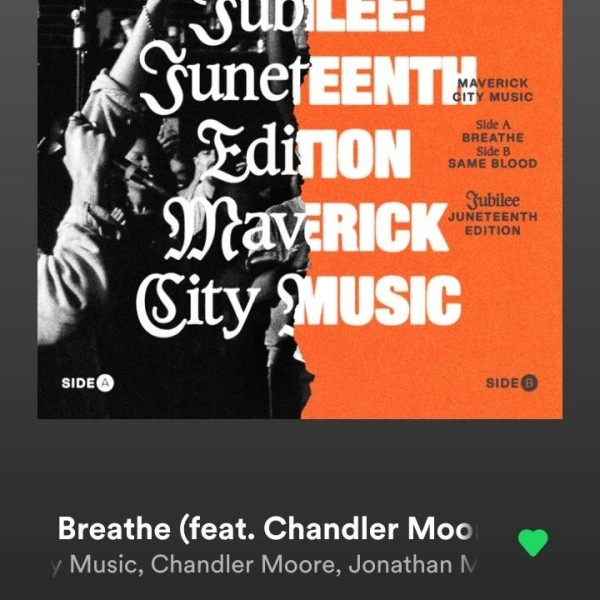 Jubilee:
Juneteenth
Edition
Maverick
City Music
MAVERICK
CITY MUSIC
Side A
BREATHE
Side B
SAME BLOOD
Jubilee
JUNETEENTH
EDITION
SIDE A
SIDE B
Breathe (feat. Chandler Moo
y Music, Chandler Moore, Jonathan M